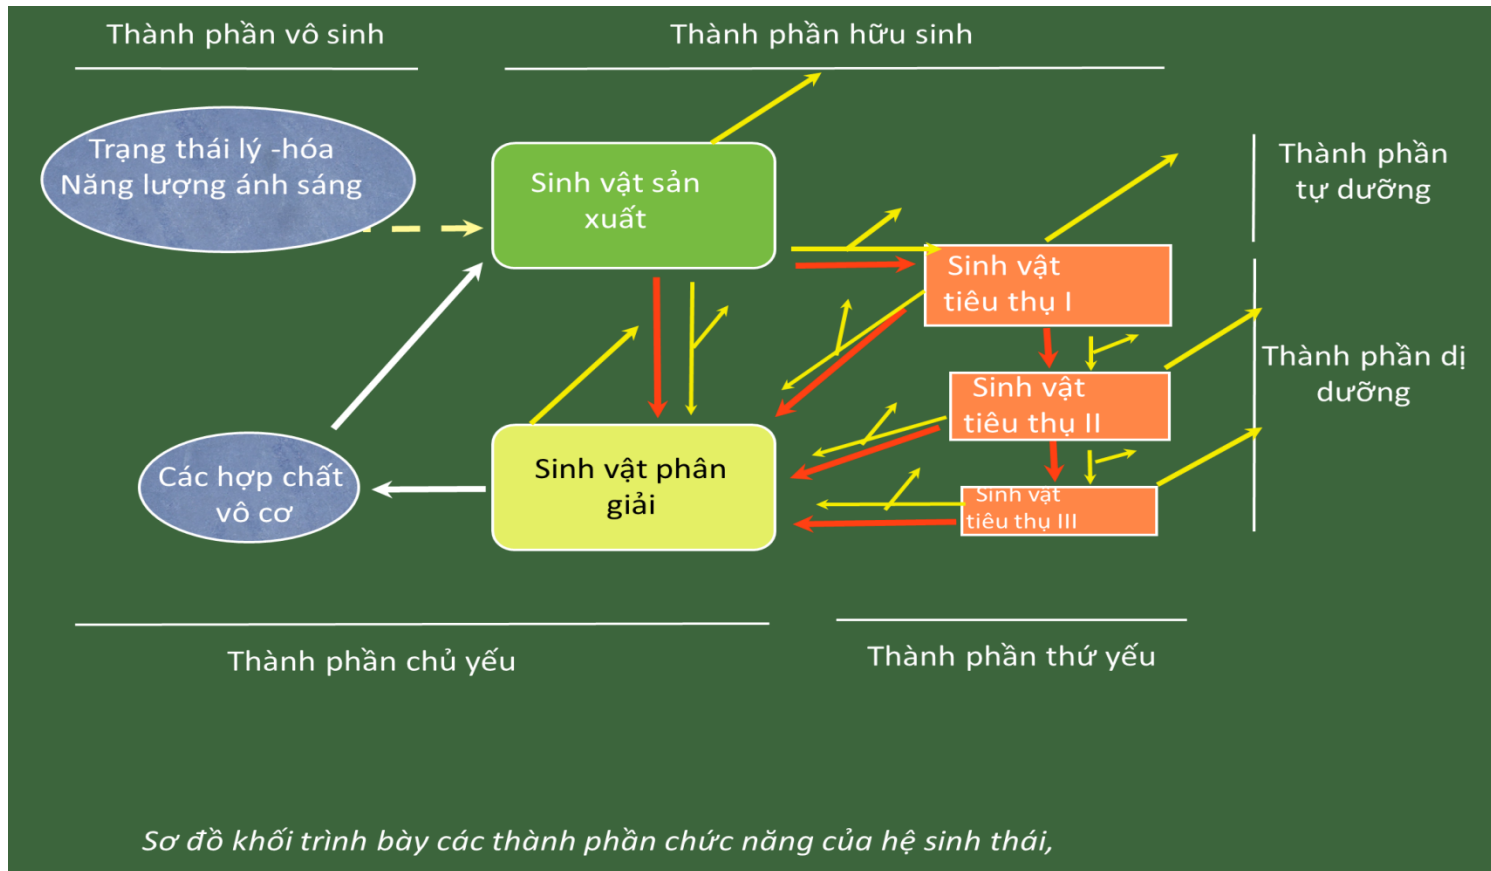 Thành phần vô sinh
Thành phần hữu sinh
Trạng thái lý -hóa
Năng lượng ánh sáng
Sinh vật sản
xuất
Thành phần
tự dưỡng
Sinh vật
tiêu thụ I
Thành phần dị
dưỡng
Sinh vật
tiêu thụ II
Các hợp chất
vô cơ
Sinh vật phân
giải
Sinh vật
tiêu thụ III
Thành phần chủ yếu
Thành phần thứ yếu
Sơ đồ khối trình bày các thành phần chức năng của hệ sinh thái,